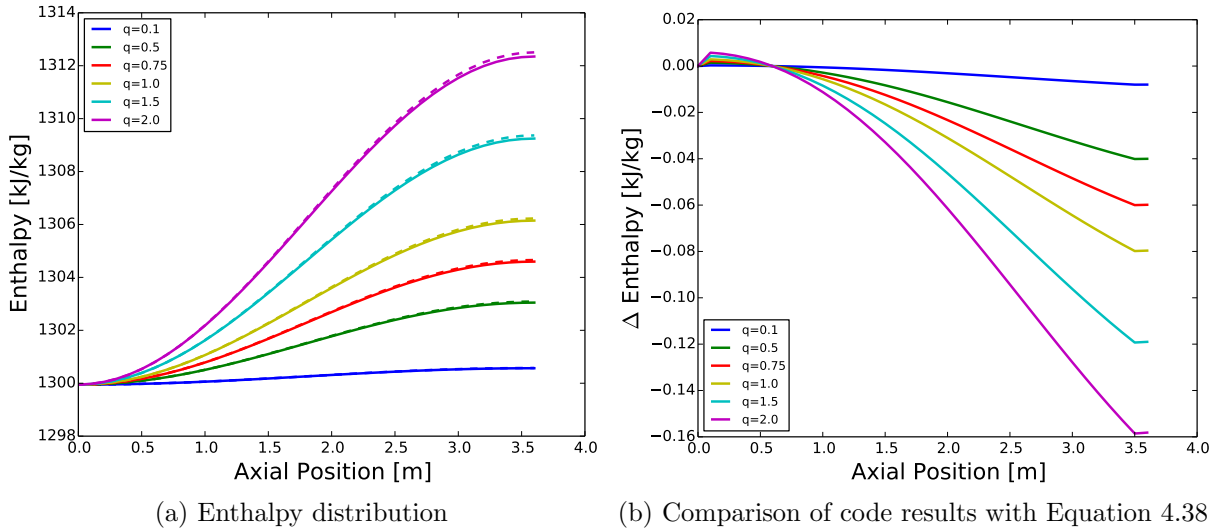 1314
1312
1310
1308
1306
1304
1302
1300
1298
Enthalpy [kJ/kg]
q=0.1
q=0.5
q=0.75
q=1.0
q=1.5
q=2.0
0.0 0.5 1.0 1.5 2.0 2.5 3.0 3.5 4.0
Axial Position [m]
(a) Enthalpy distribution
0.02
0.00
−0.02
−0.04
−0.06
−0.08
−0.10
−0.12
−0.14
−0.16
Δ Enthalpy [kJ/kg]
q=0.1
q=0.5
q=0.75
q=1.0
q=1.5
q=2.0
0.0 0.5 1.0 1.5 2.0 2.5 3.0 3.5 4.0
Axial Position [m]
(b) Comparison of code results with Equation 4.38